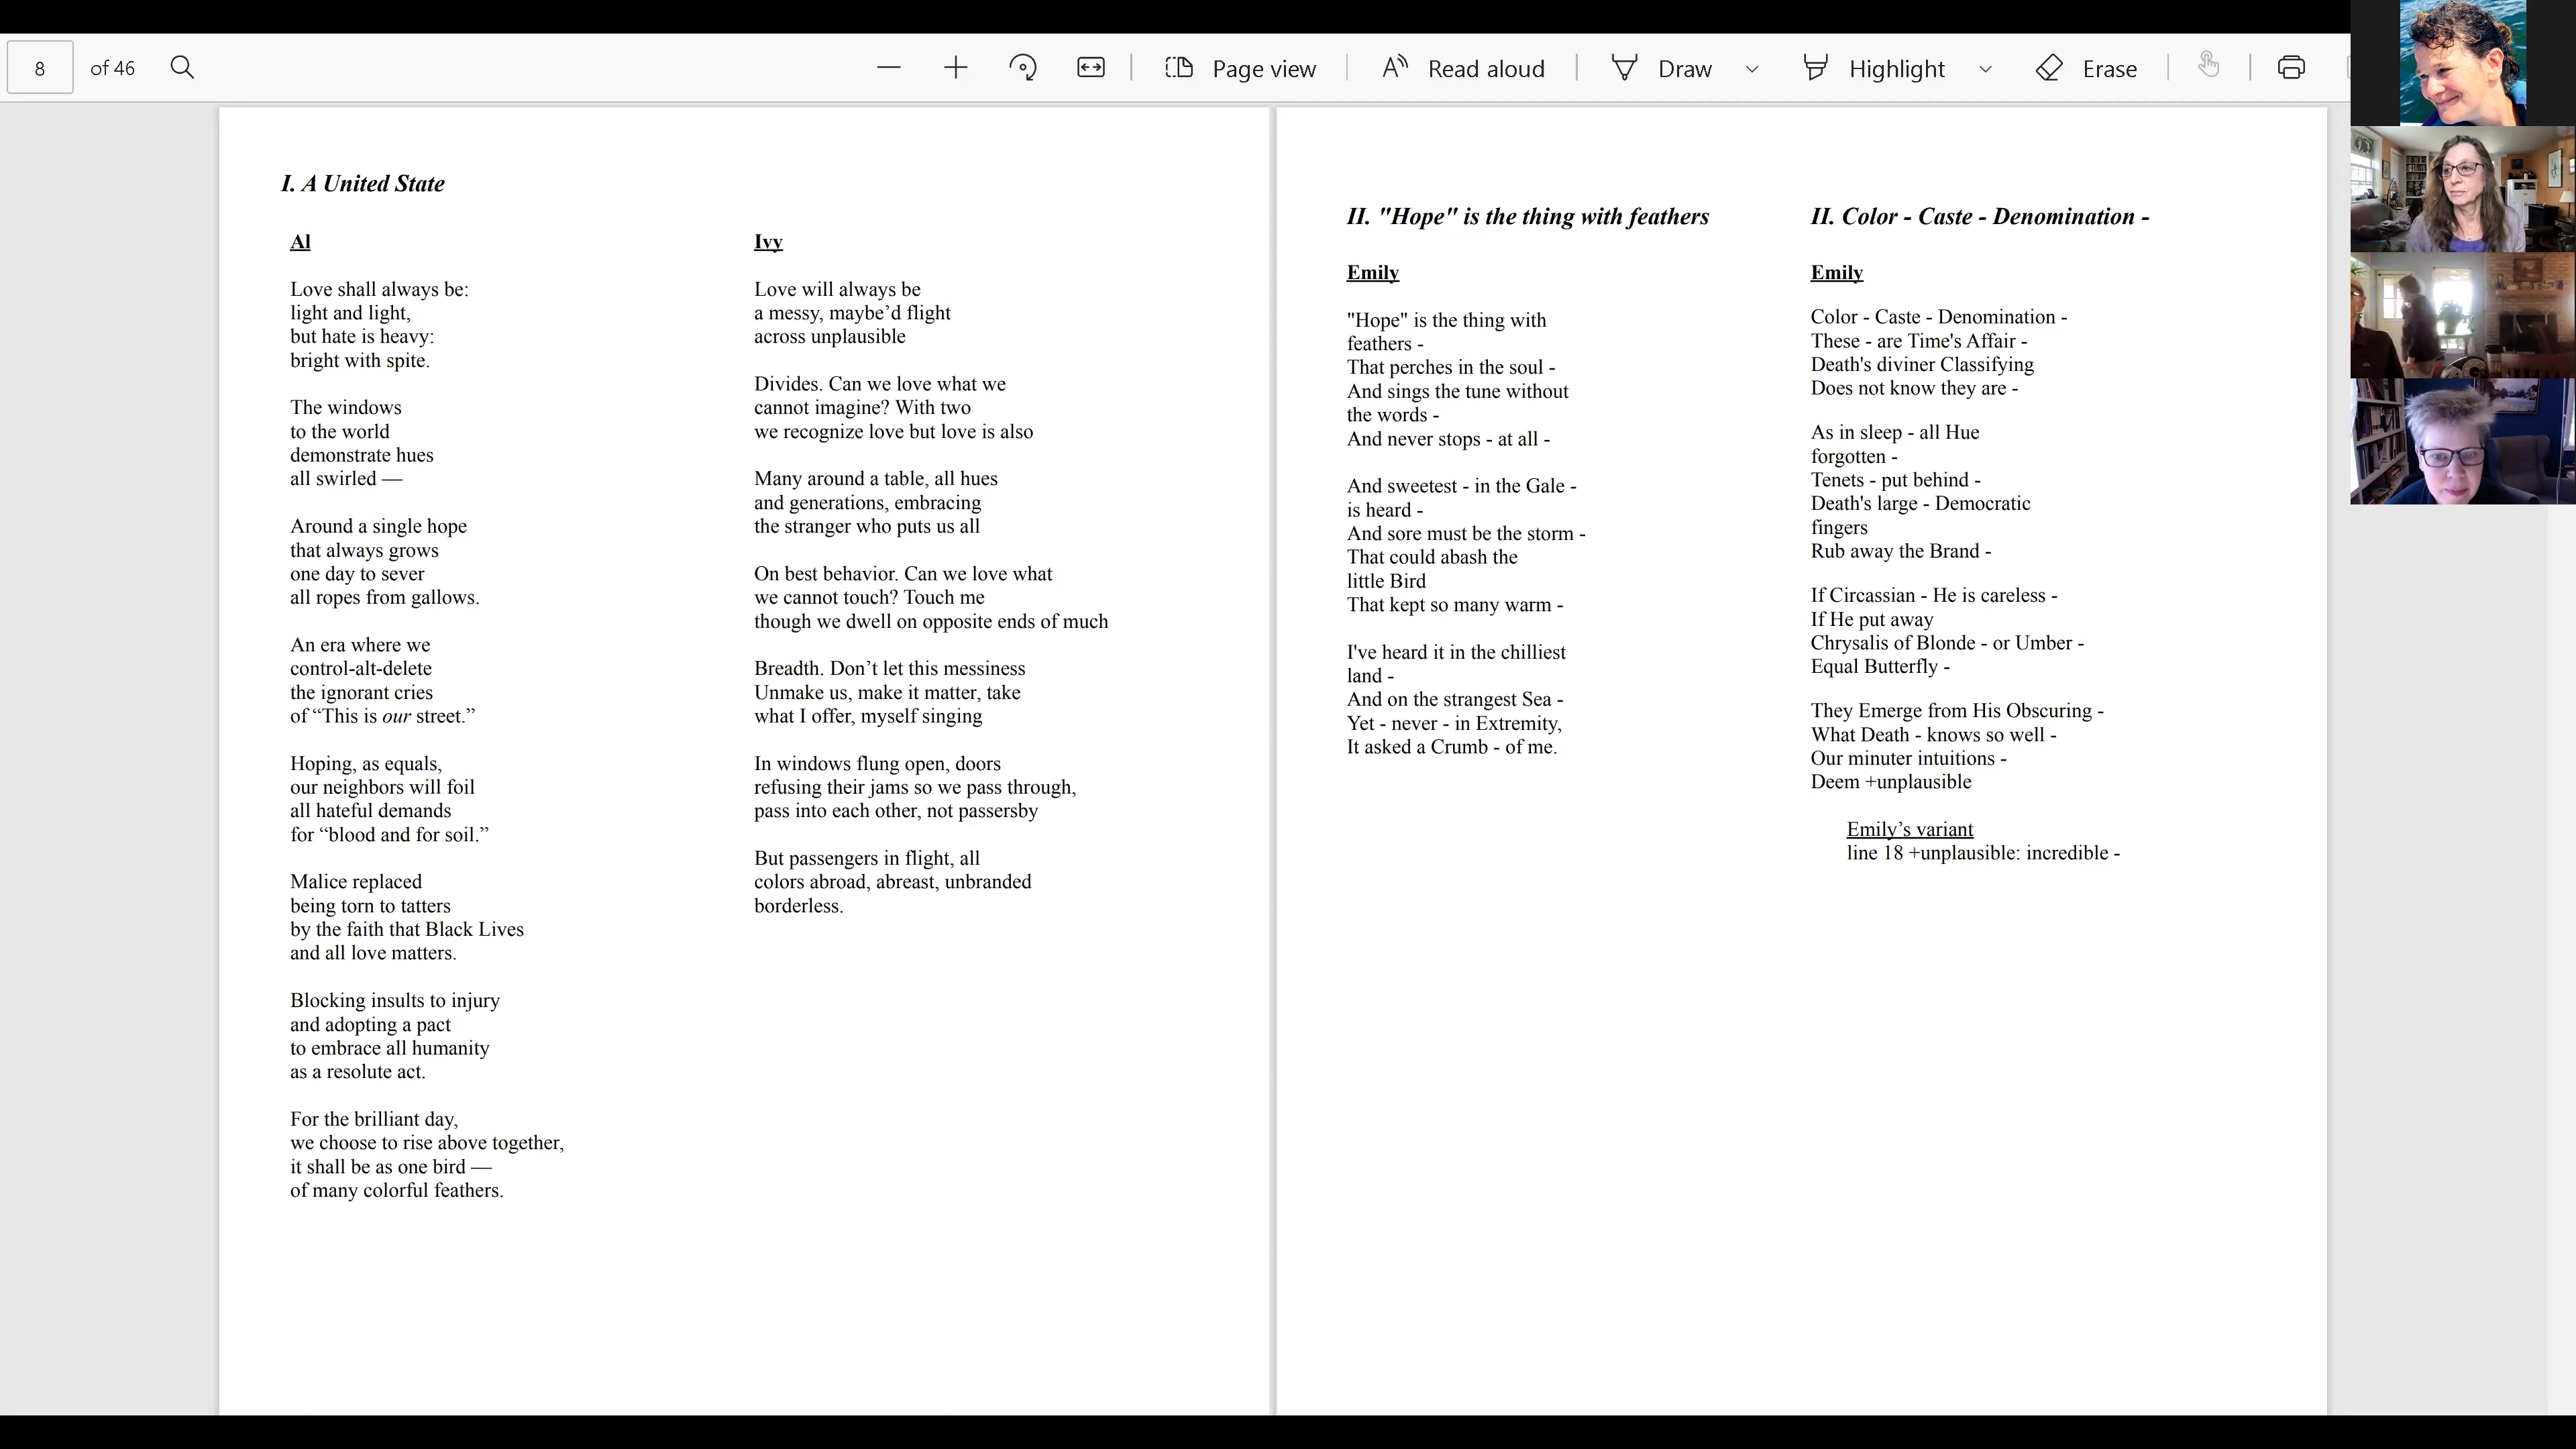 8 of 46
Page view
Read aloud
Draw
Highlight
Erase
I. A United State
Al
Love shall always be:
light and light,
but hate is heavy:
bright with spite.
The windows
to the world
demonstrate hues
all swirled —
Around a single hope
that always grows
one day to sever
all ropes from gallows.
An era where we
control-alt-delete
the ignorant cries
of “This is our street.”
Hoping, as equals,
our neighbors will foil
all hateful demands
for “blood and for soil.”
Malice replaced
being torn to tatters
by the faith that Black Lives
and all love matters.
Blocking insults to injury
and adopting a pact
to embrace all humanity
as a resolute act.
For the brilliant day,
we choose to rise above together,
it shall be as one bird —
of many colorful feathers.
Ivy
Love will always be
a messy, maybe’d flight
across unplausible
Divides. Can we love what we
cannot imagine? With two
we recognize love but love is also
Many around a table, all hues
and generations, embracing
the stranger who puts us all
On best behavior. Can we love what
we cannot touch? Touch me
though we dwell on opposite ends of much
Breadth. Don’t let this messiness
Unmake us, make it matter, take
what I offer, myself singing
In windows flung open, doors
refusing their jams so we pass through,
pass into each other, not passersby
But passengers in flight, all
colors abroad, abreast, unbranded
borderless.
II. "Hope" is the thing with feathers
Emily
"Hope" is the thing with
feathers -
That perches in the soul -
And sings the tune without
the words -
And never stops - at all -
And sweetest - in the Gale -
is heard -
And sore must be the storm -
That could abash the
little Bird
That kept so many warm -
I've heard it in the chilliest
land -
And on the strangest Sea -
Yet - never - in Extremity,
It asked a Crumb - of me.
II. Color - Caste - Denomination -
Emily
Color - Caste - Denomination -
These - are Time's Affair -
Death's diviner Classifying
Does not know they are -
As in sleep - all Hue
forgotten -
Tenets - put behind -
Death's large - Democratic
fingers
Rub away the Brand -
If Circassian - He is careless -
If He put away
Chrysalis of Blonde - or Umber -
Equal Butterfly -
They Emerge from His Obscuring -
What Death - knows so well -
Our minuter intuitions -
Deem +unplausible
Emily’s variant
line 18 +unplausible: incredible -